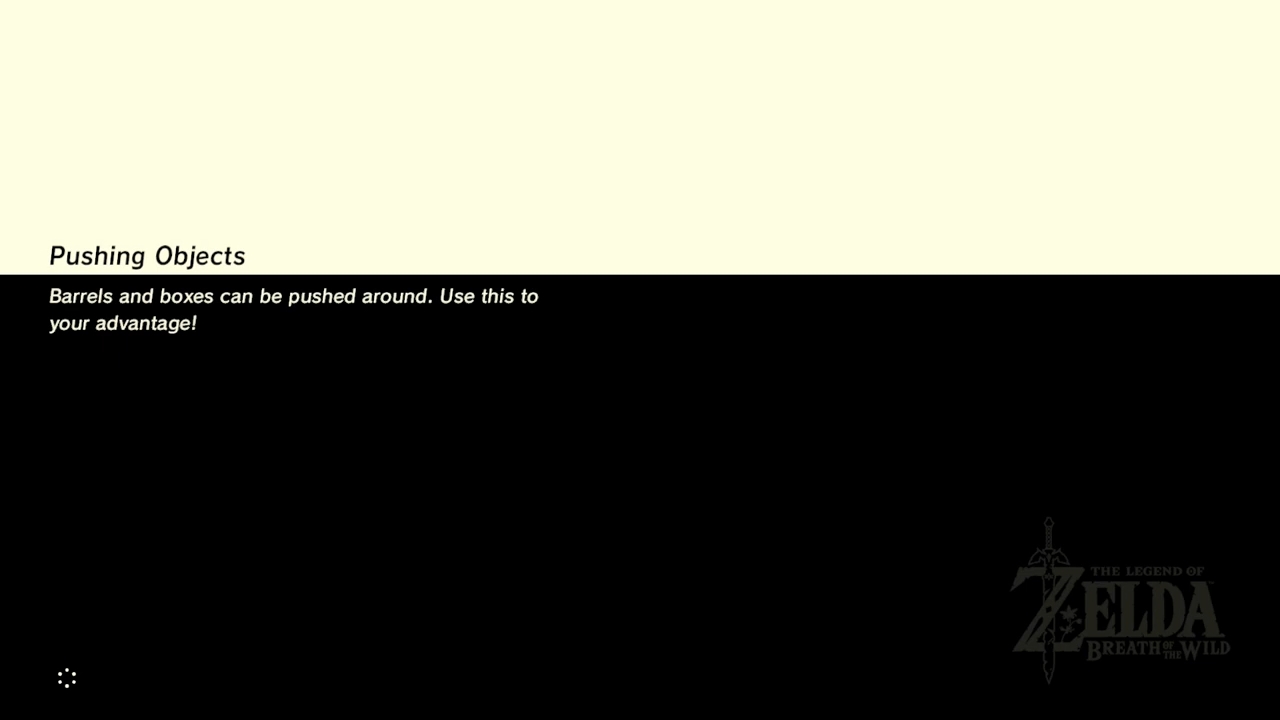 Pushing Objects
Barrels and boxes can be pushed around. Use this to
your advantage!
THE LEGEND OF
ZELDA
BREATH OF THE WILD